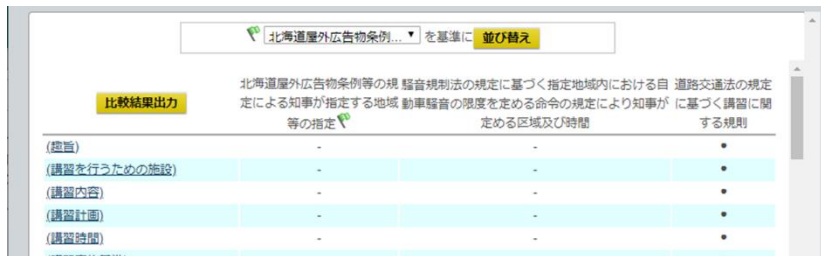 北海道屋外広告物条例... を基準に 並び替え
比較結果出力
北海道屋外広告物条例等の規定による知事が指定する地域等の指定
騒音規制法の規定に基づく指定地域内における自動車騒音の限度を定める命令の規定により知事が定める区域及び時間
道路交通法の規定に基づく講習に関する規則
(趣旨) - - ●
(講習を行うための施設) - - ●
(講習内容) - - ●
(講習計画) - - ●
(講習時間) - - ●